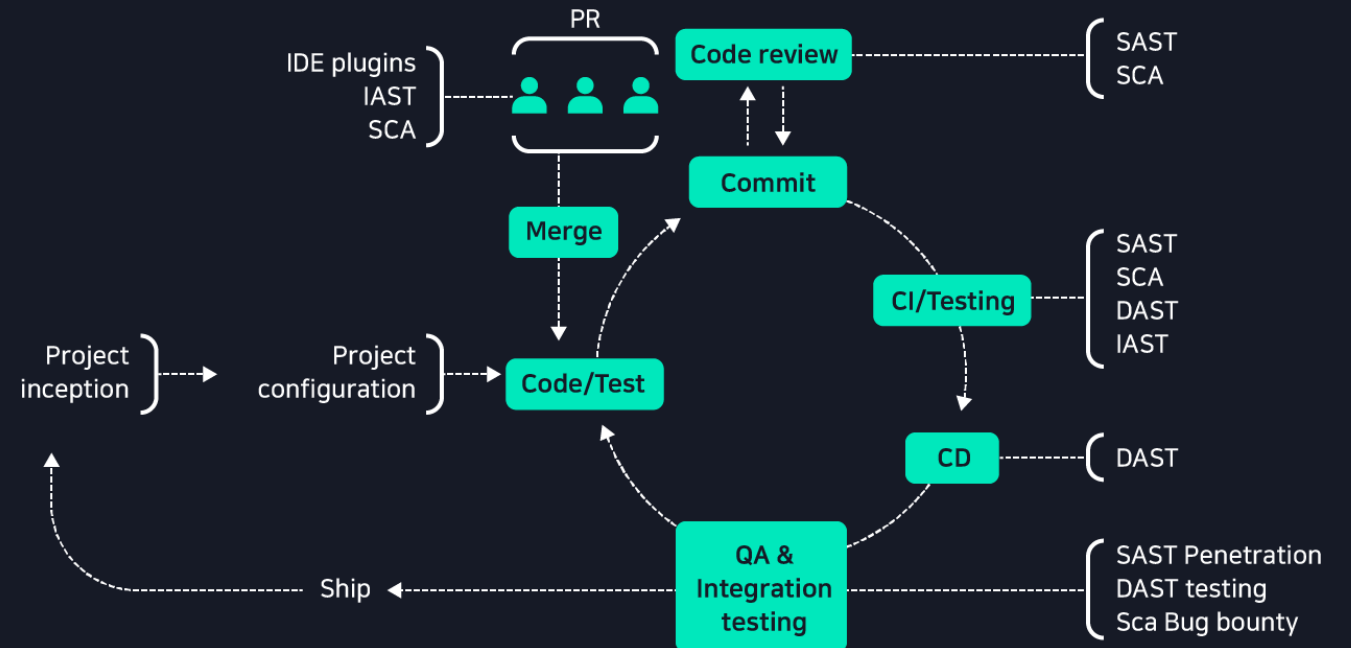 PR
IDE plugins
IAST
SCA
Code review
SAST
SCA
Commit
Merge
CI/Testing
SAST
SCA
DAST
IAST
Project
inception
Project
configuration
Code/Test
CD
DAST
QA &
Integration
testing
Ship
SAST Penetration
DAST testing
Sca Bug bounty